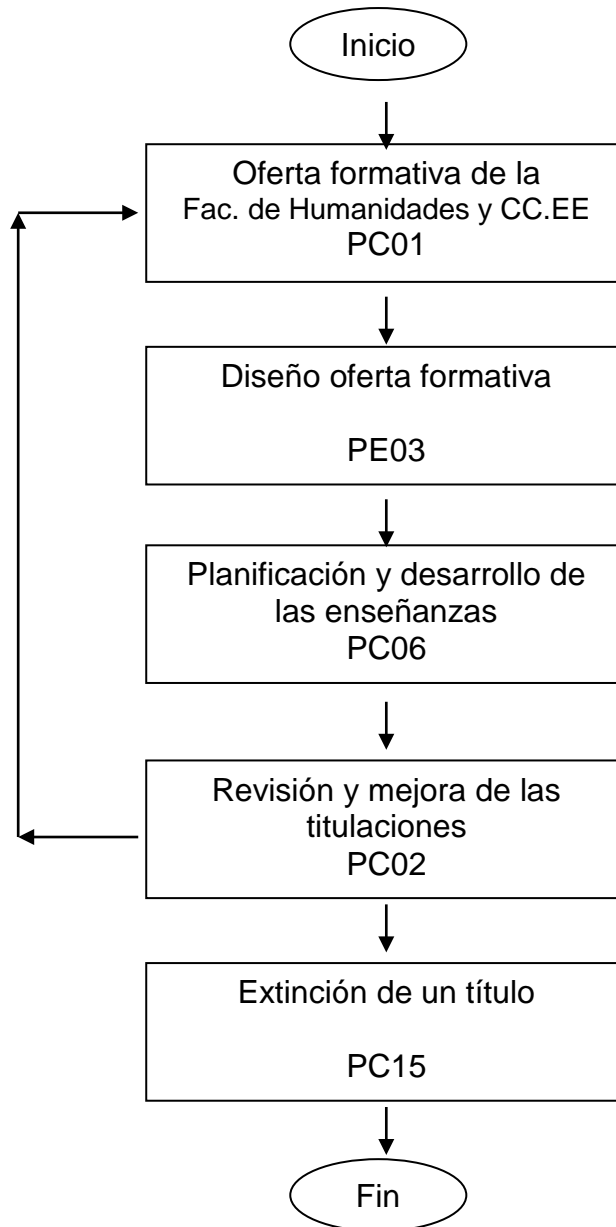 Inicio
Oferta formativa de la
Fac. de Humanidades y CC.EE
PC01
Diseño oferta formativa
PE03
Planificación y desarrollo de
las enseñanzas
PC06
Revisión y mejora de las
titulaciones
PC02
Extinción de un título
PC15
Fin